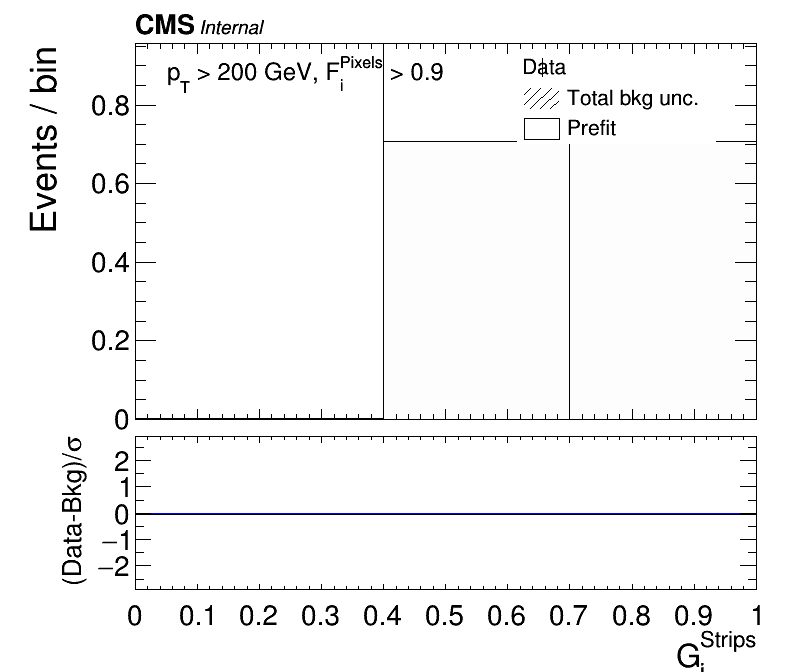 CMS Internal
p_T > 200 GeV, F_i^Pixels > 0.9
Data
Total bkg unc.
Prefit
Events / bin
0.8
0.6
0.4
0.2
0
(Data-Bkg)/σ
2
1
0
−1
−2
0 0.1 0.2 0.3 0.4 0.5 0.6 0.7 0.8 0.9 1
G_i^Strips